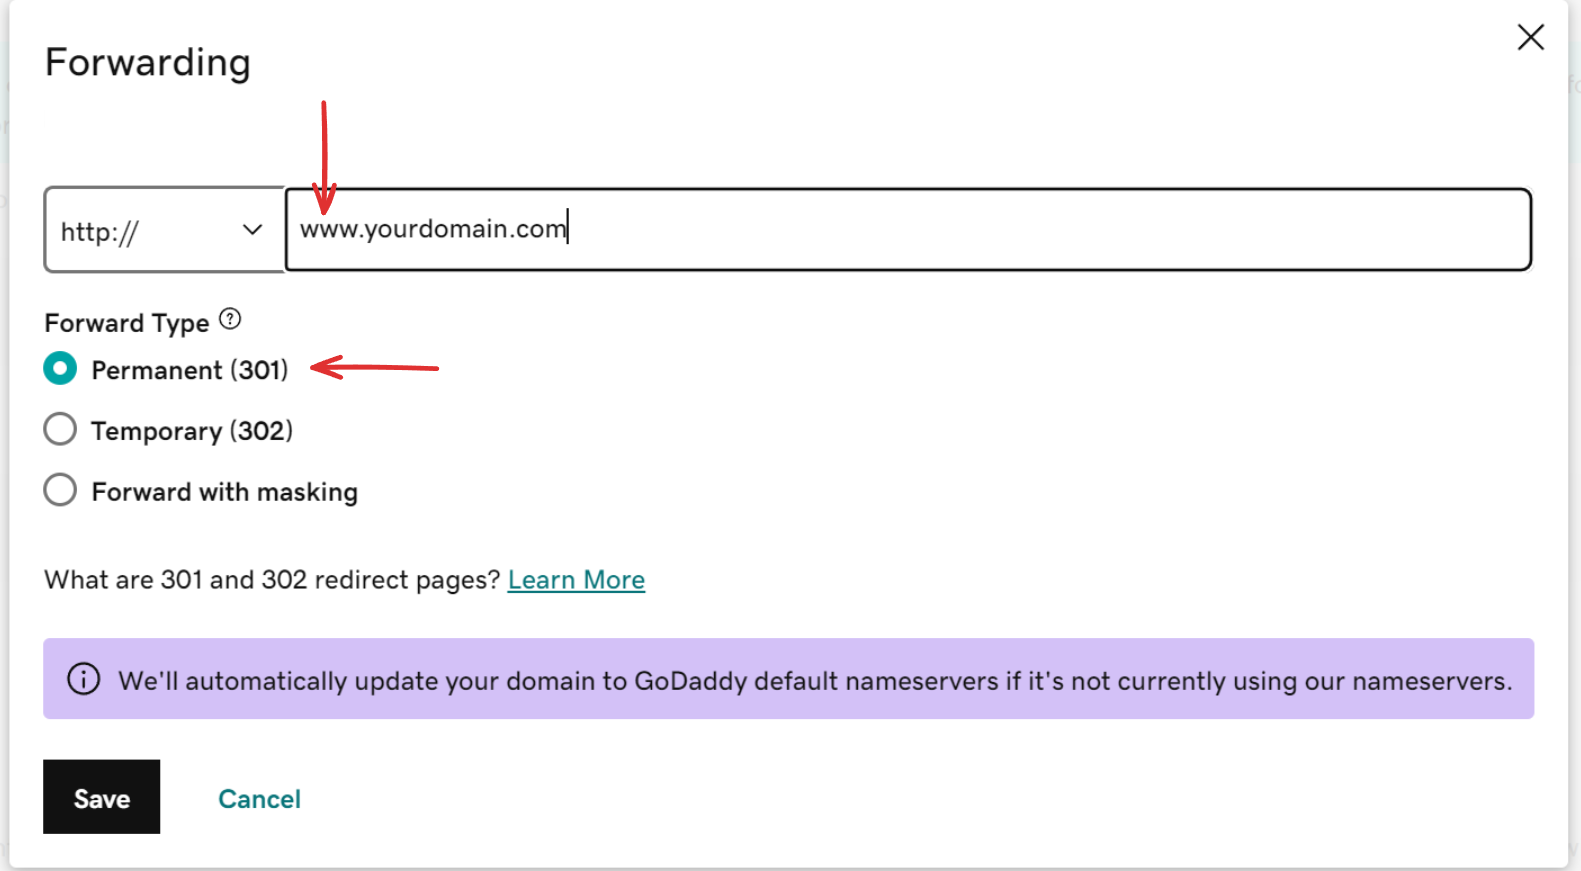 Forwarding
http:// www.yourdomain.com
Forward Type ?
Permanent (301)
Temporary (302)
Forward with masking
What are 301 and 302 redirect pages? Learn More
We'll automatically update your domain to GoDaddy default nameservers if it's not currently using our nameservers.
Save Cancel